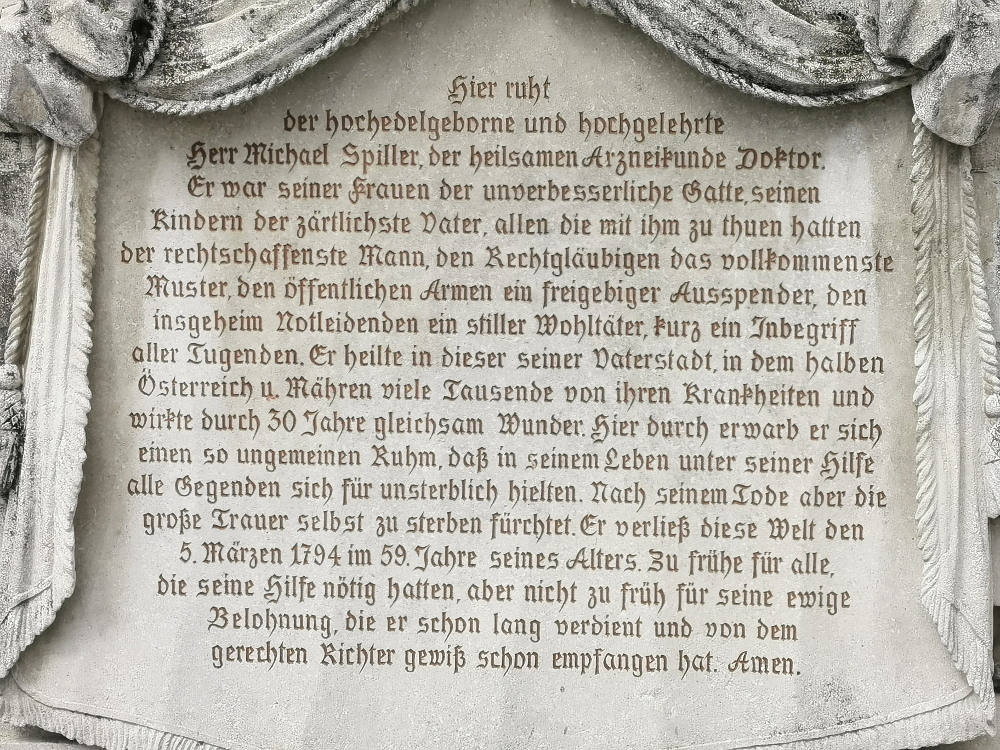 Hier ruht
der hochedelgeborne und hochgelehrte
Herr Michael Spiller, der heilsamen Arzneikunde Doktor.
Er war seiner Frauen der unverbesserliche Gatte, seinen
Kindern der zärtlichste Vater, allen die mit ihm zu thuen hatten
der rechtschaffenste Mann, den Rechtgläubigen das vollkommenste
Muster, den öffentlichen Armen ein freigebiger Ausspender, den
insgeheim Notleidenden ein stiller Wohltäter, kurz ein Inbegriff
aller Tugenden. Er heilte in dieser seiner Vaterstadt, in dem halben
Österreich u. Mähren viele Tausende von ihren Krankheiten und
wirkte durch 30 Jahre gleichsam Wunder. Hier durch erwarb er sich
einen so ungemeinen Ruhm, daß in seinem Leben unter seiner Hilfe
alle Gegenden sich für unsterblich hielten. Nach seinem Tode aber die
große Trauer selbst zu sterben fürchtet. Er verließ diese Welt den
5. Märzen 1794 im 59. Jahre seines Alters. Zu frühe für alle,
die seine Hilfe nötig hatten, aber nicht zu früh für seine ewige
Belohnung, die er schon lang verdient und von dem
gerechten Richter gewiß schon empfangen hat. Amen.